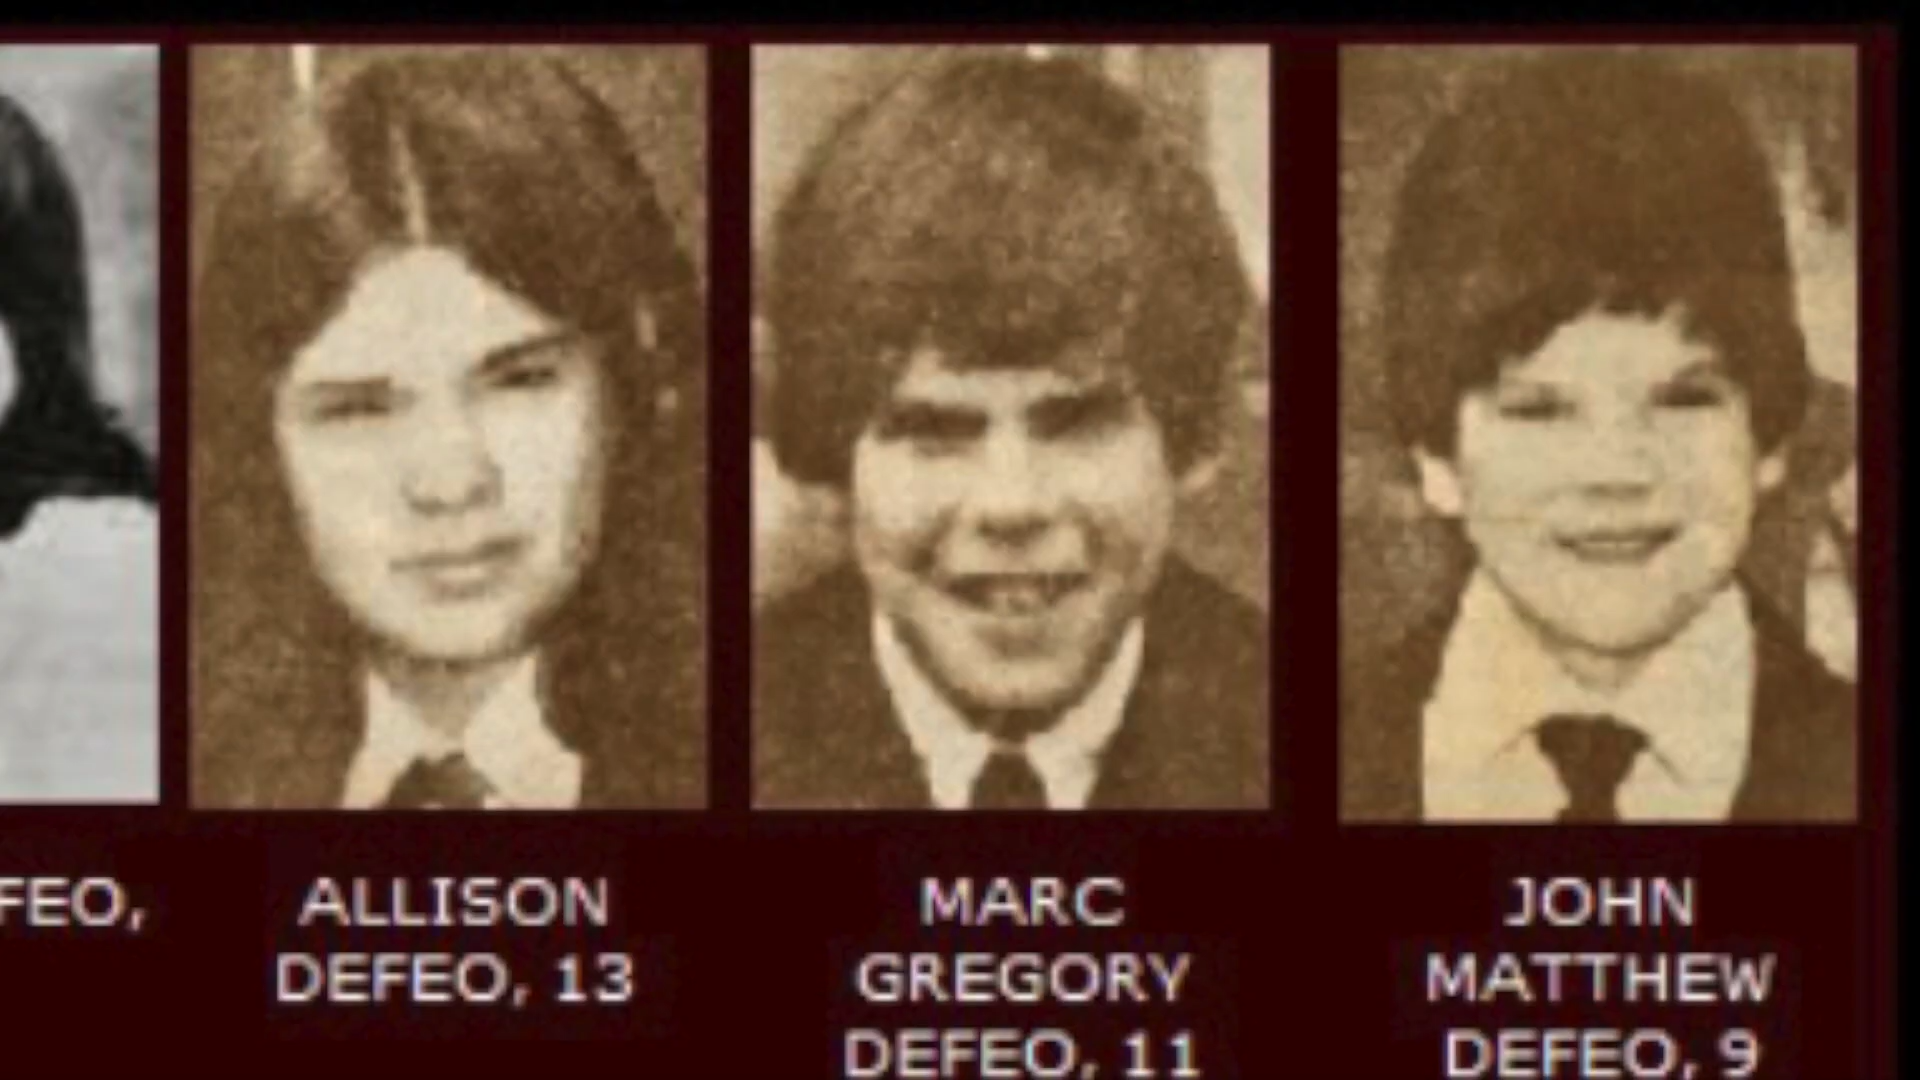 FEO,
ALLISON
DEFEO, 13
MARC
GREGORY
DEFEO, 11
JOHN
MATTHEW
DEFEO, 9